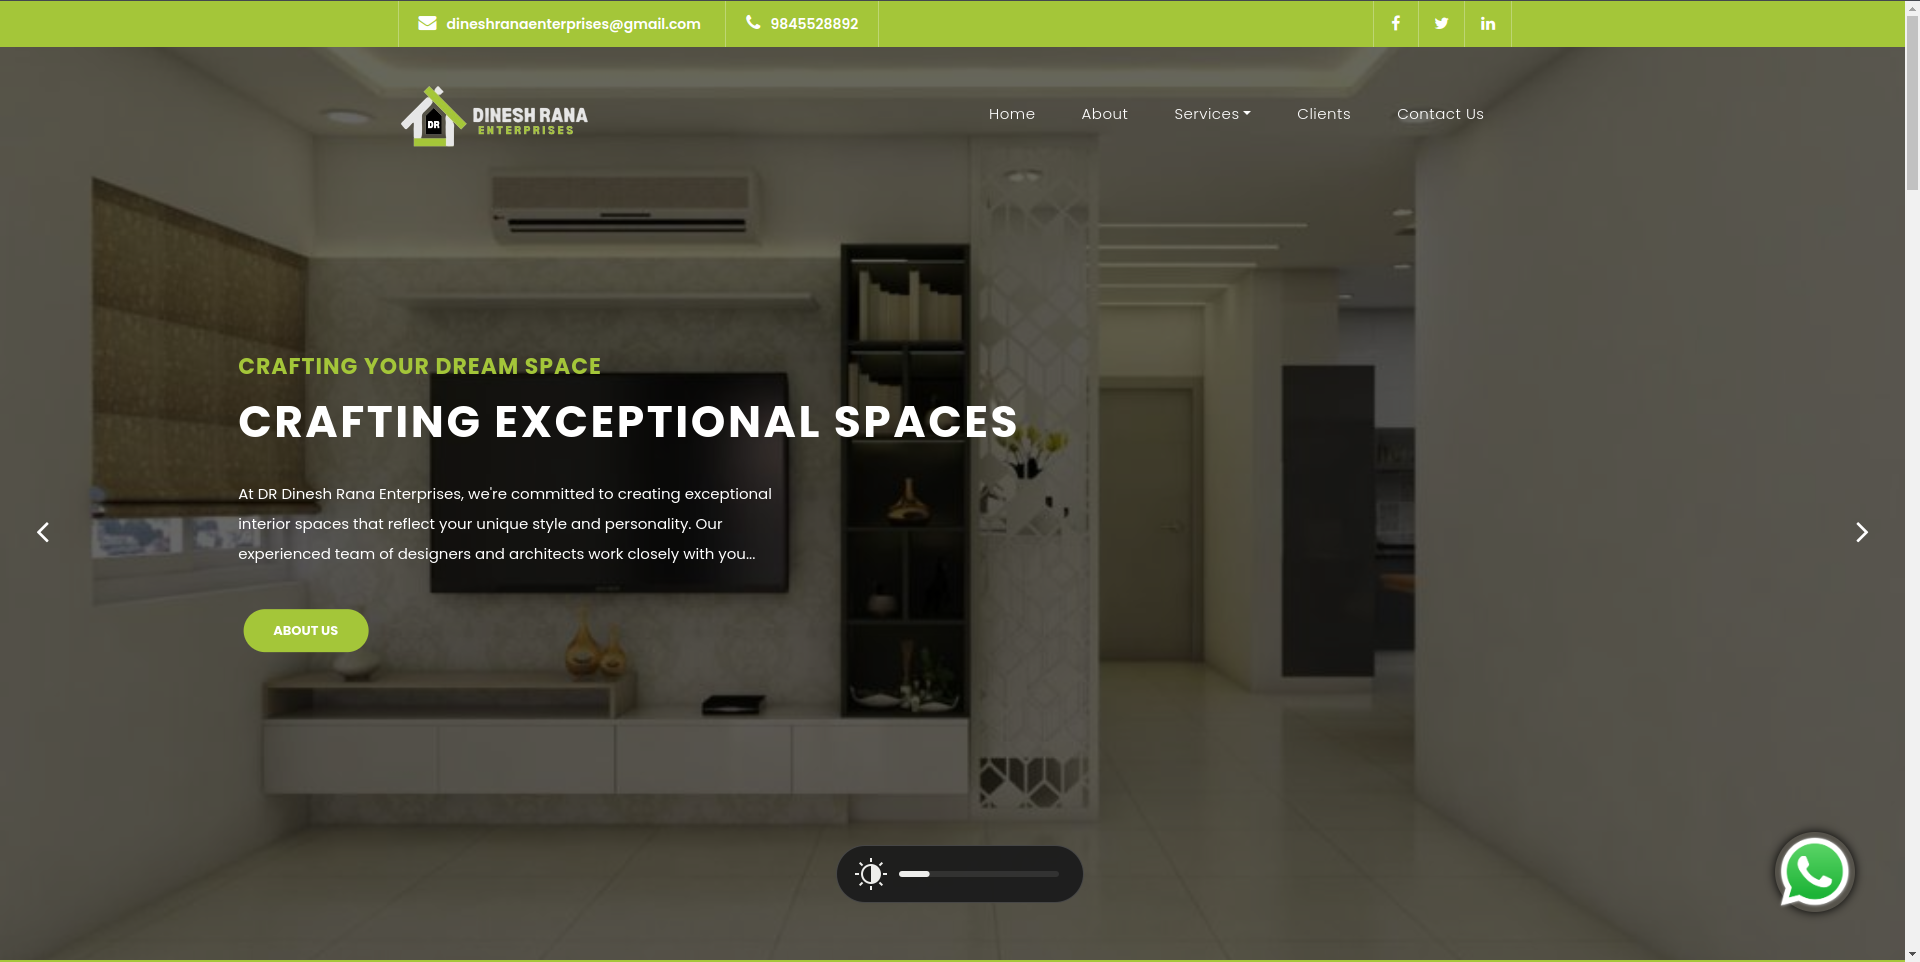 dineshranaenterprises@gmail.com
9845528892
DR
DINESH RANA
ENTERPRISES
Home
About
Services
Clients
Contact Us
CRAFTING YOUR DREAM SPACE
CRAFTING EXCEPTIONAL SPACES
At DR Dinesh Rana Enterprises, we're committed to creating exceptional
interior spaces that reflect your unique style and personality. Our
experienced team of designers and architects work closely with you...
ABOUT US